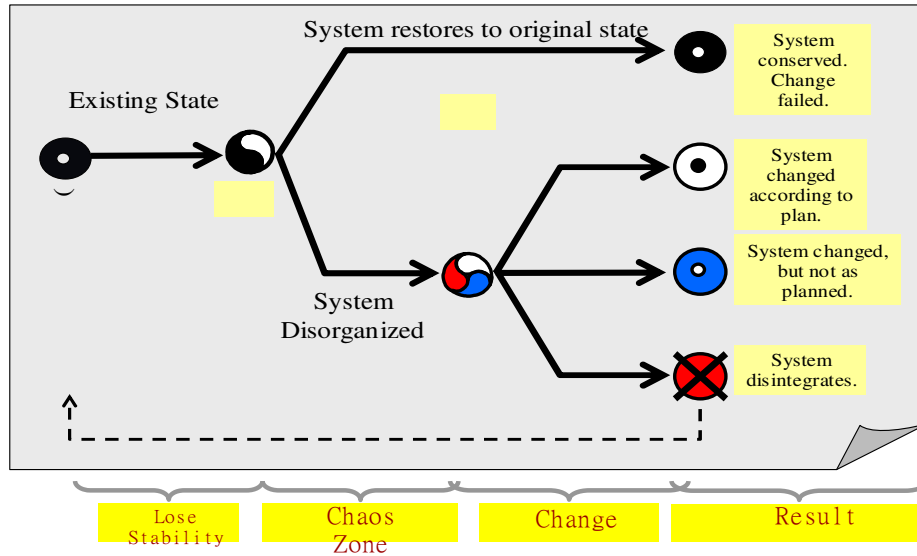 System restores to original state
System
conserved.
Change
failed.
Existing State
System
changed
according to
plan.
System changed,
but not as
planned.
System
Disorganized
System
disintegrates.
Lose
Stability
Chaos
Zone
Change
Result